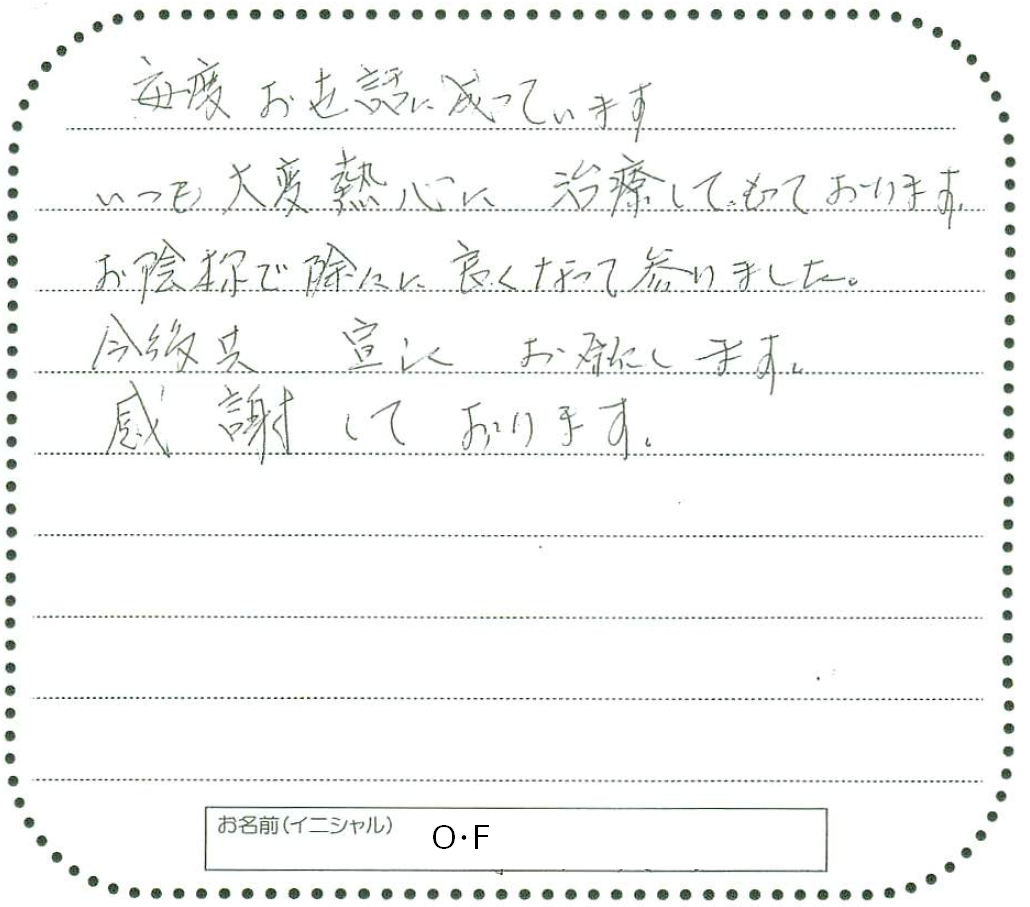 毎度お世話に成っています
いつも大変熱心に 治療してもらっております。
お陰様で除々に良くなって参りました。
今後共 宜しく お願いします。
感謝しております。
お名前(イニシャル) O・F